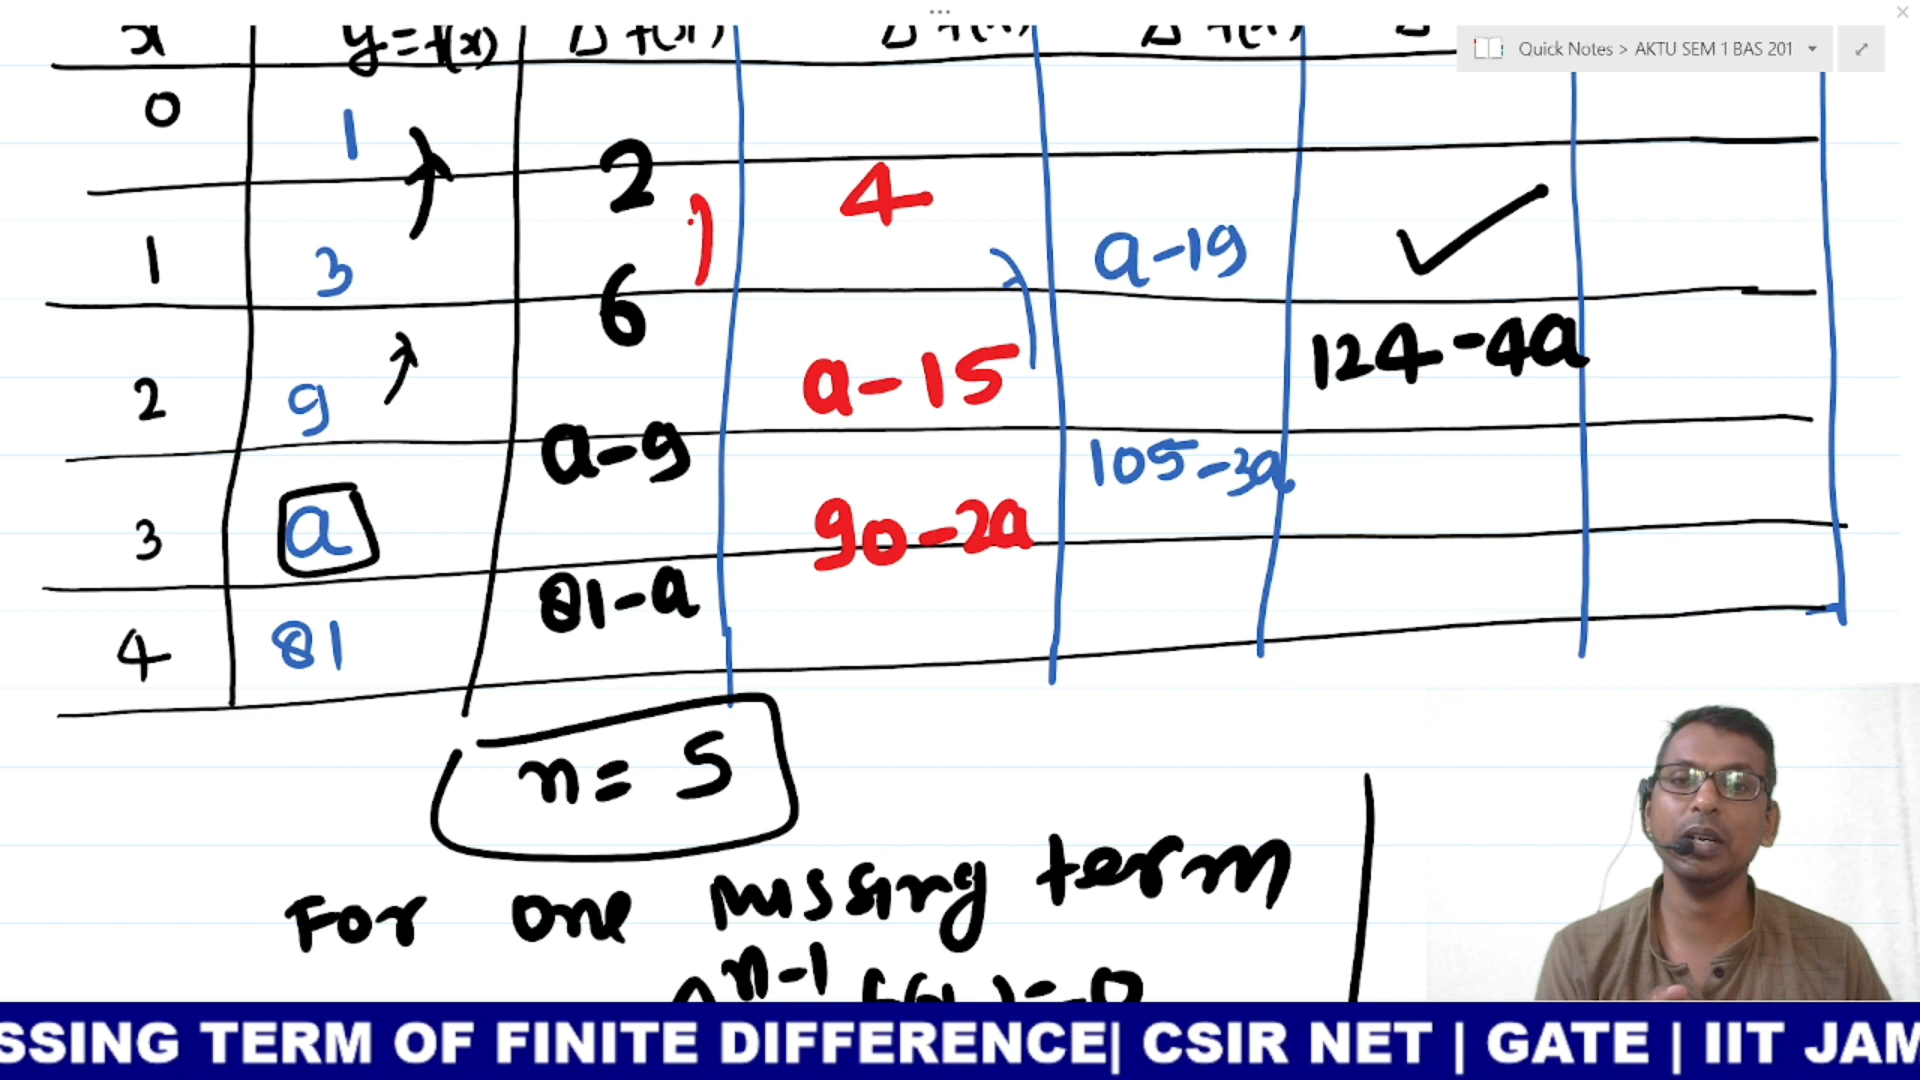 Quick Notes > AKTU SEM 1 BAS 201
x y=f(x) Δ f(x)
0 1
2 4
1 3 a-19
6
2 9 a-15 124-4a
a-9 105-3a
3 a 90-2a
81-a
4 81
n= 5
For one missing term
n-1
SSING TERM OF FINITE DIFFERENCE| CSIR NET | GATE | IIT JAM